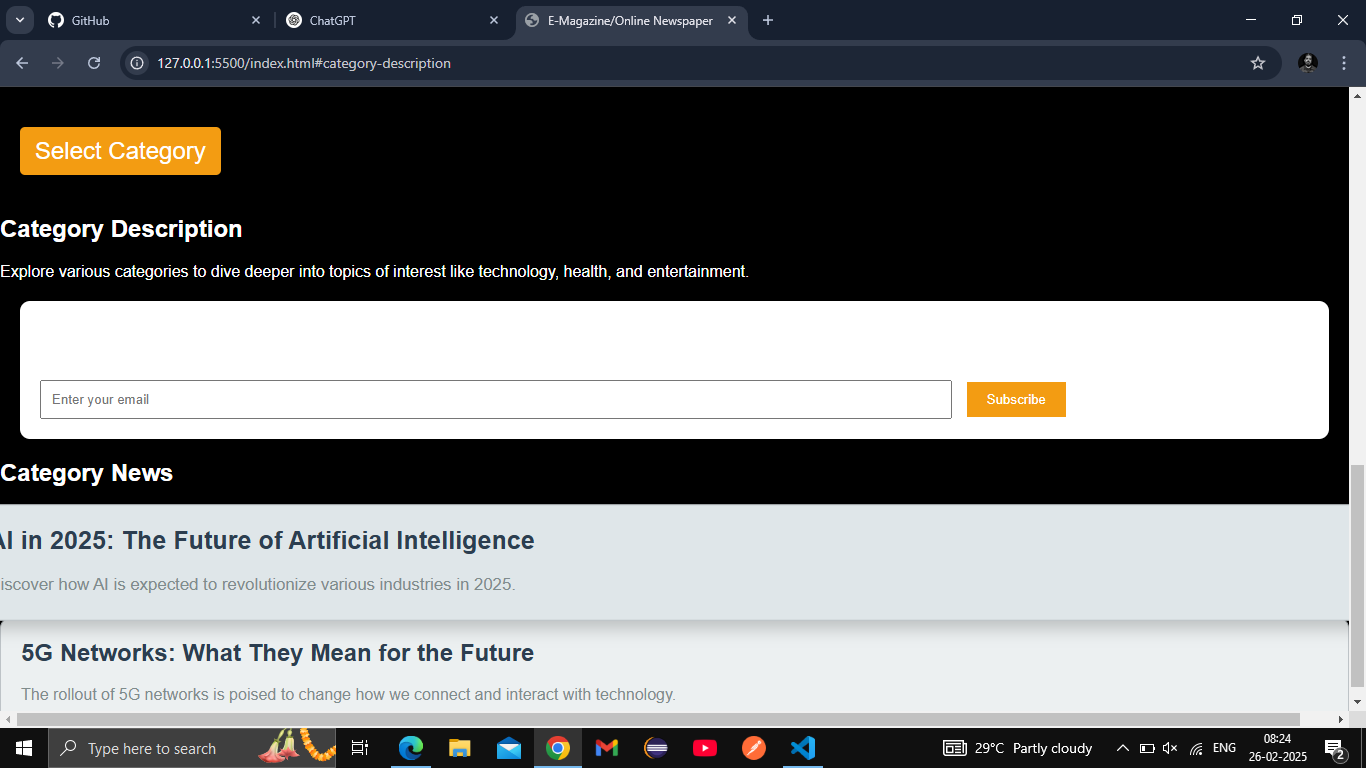 GitHub
ChatGPT
E-Magazine/Online Newspaper
127.0.0.1:5500/index.html#category-description
Select Category
Category Description
Explore various categories to dive deeper into topics of interest like technology, health, and entertainment.
Enter your email
Subscribe
Category News
AI in 2025: The Future of Artificial Intelligence
iscover how AI is expected to revolutionize various industries in 2025.
5G Networks: What They Mean for the Future
The rollout of 5G networks is poised to change how we connect and interact with technology.
Type here to search
29°C Partly cloudy
ENG
08:24
26-02-2025
2